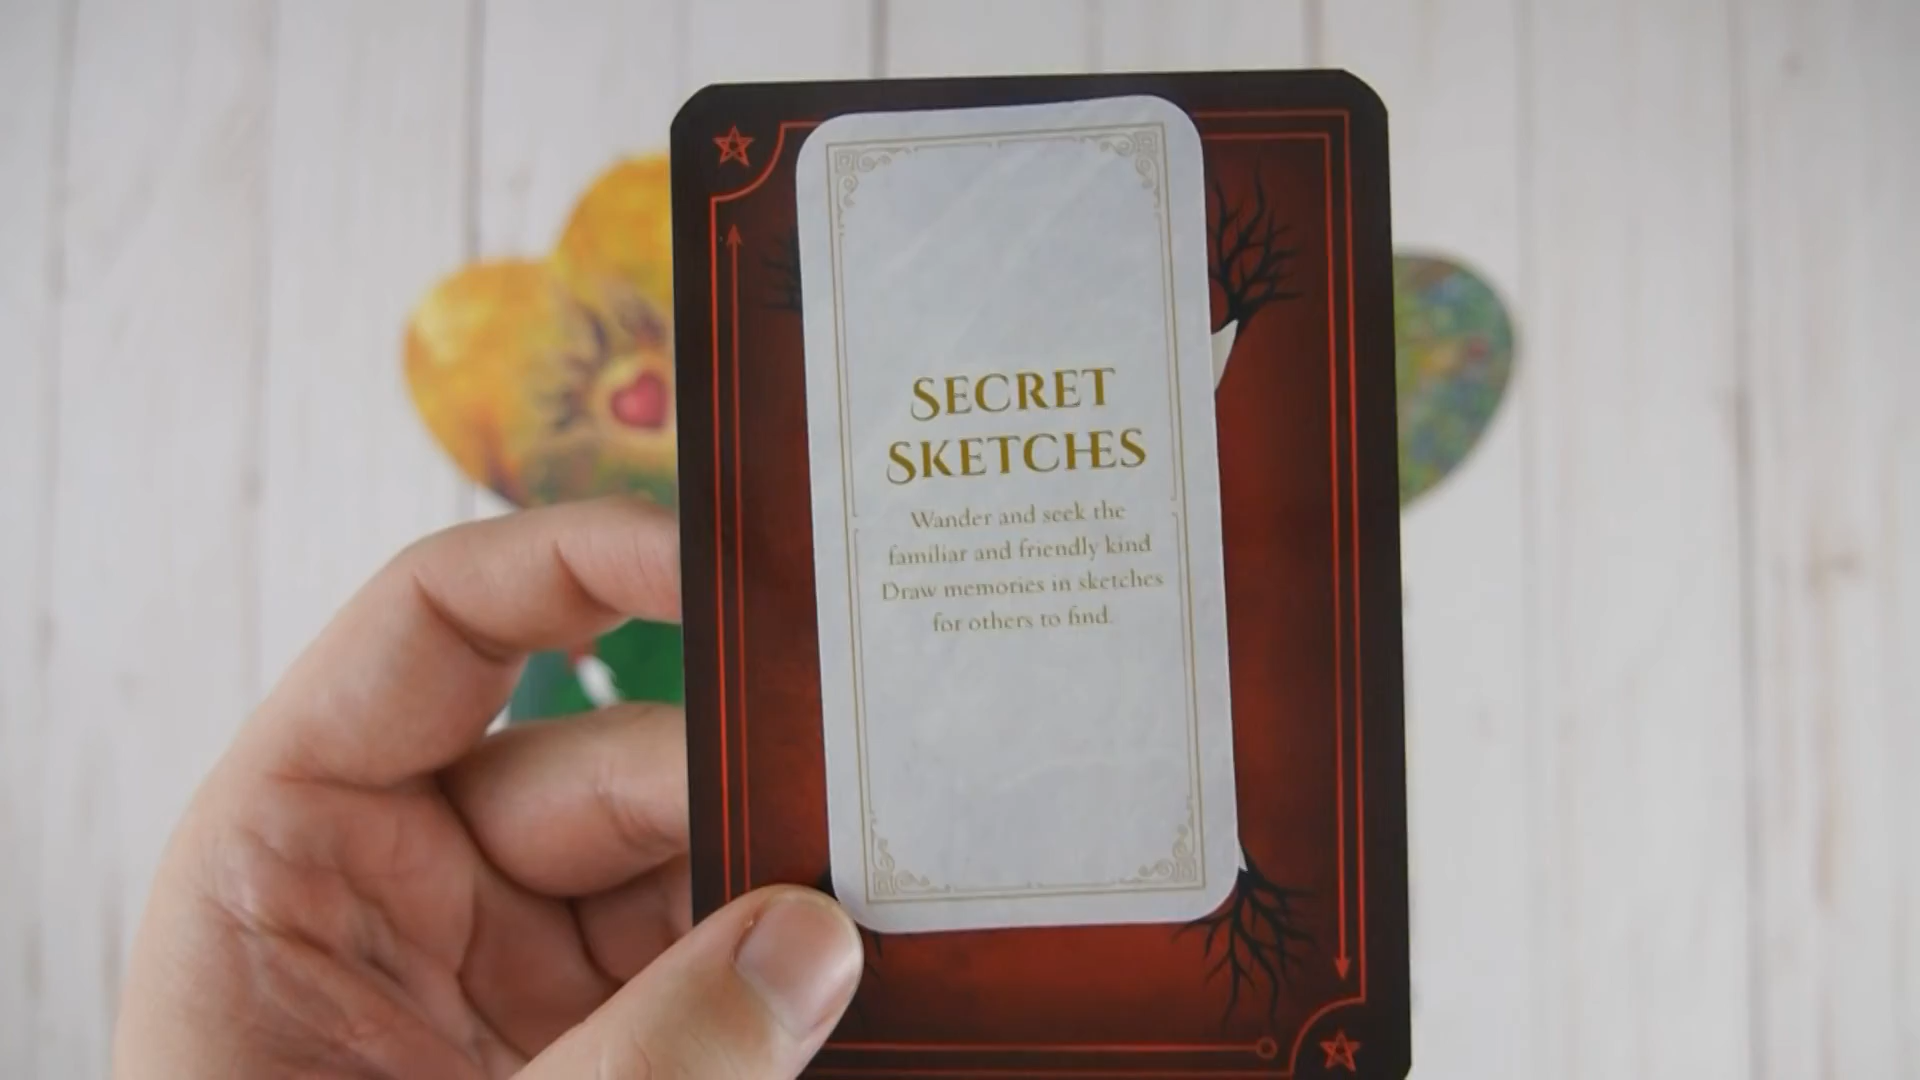 SECRET
SKETCHES
Wander and seek the
familiar and friendly kind
Draw memories in sketches
for others to find.